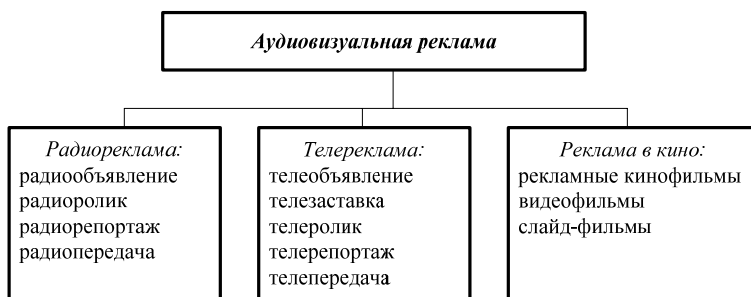 Аудиовизуальная реклама
Радиореклама:
радиообъявление
радиоролик
радиорепортаж
радиопередача
Телереклама:
телеобъявление
телезаставка
телеролик
телерепортаж
телепередача
Реклама в кино:
рекламные кинофильмы
видеофильмы
слайд-фильмы